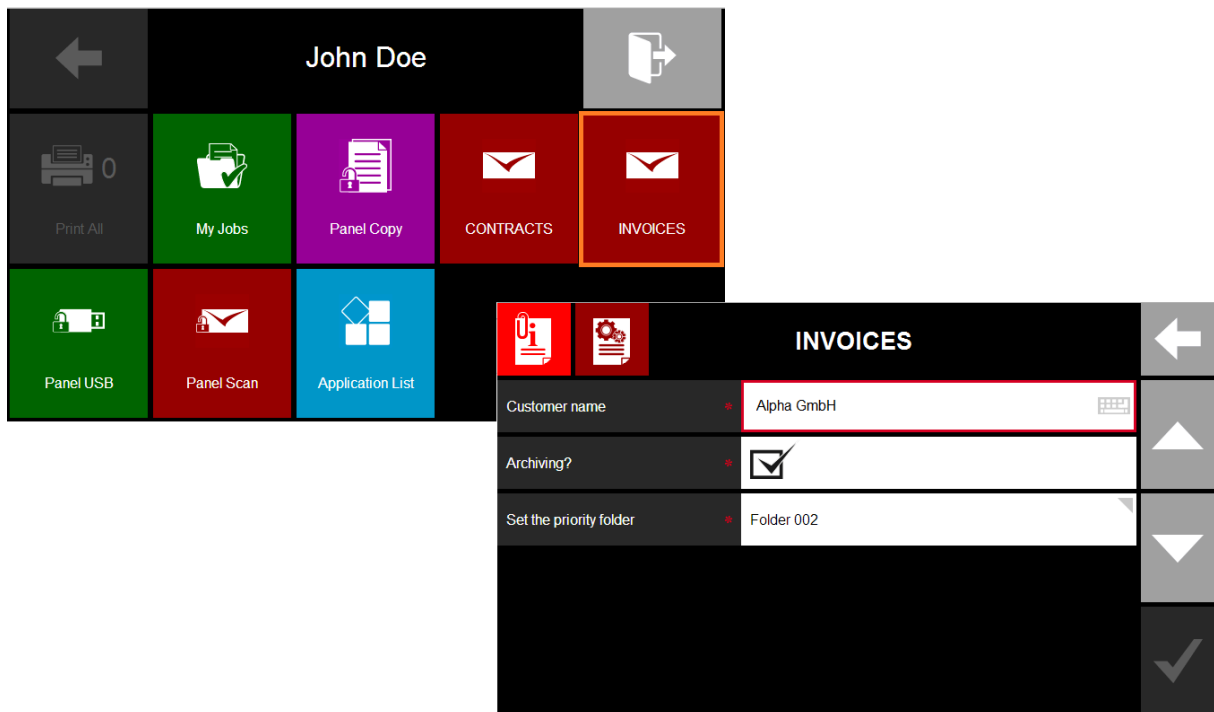 John Doe
0
Print All
My Jobs
Panel Copy
CONTRACTS
INVOICES
Panel USB
Panel Scan
Application List
i
INVOICES
Customer name * Alpha GmbH
Archiving? *
Set the priority folder * Folder 002